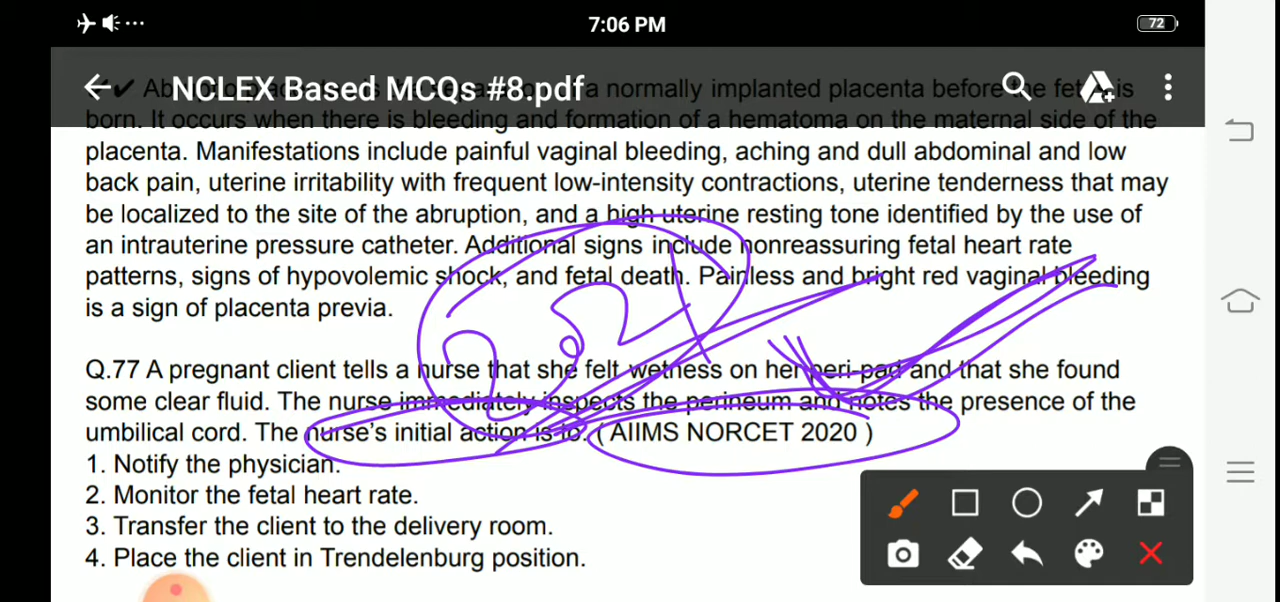 7:06 PM
72
NCLEX Based MCQs #8.pdf
a normally implanted placenta before the fetus is
born. It occurs when there is bleeding and formation of a hematoma on the maternal side of the
placenta. Manifestations include painful vaginal bleeding, aching and dull abdominal and low
back pain, uterine irritability with frequent low-intensity contractions, uterine tenderness that may
be localized to the site of the abruption, and a high uterine resting tone identified by the use of
an intrauterine pressure catheter. Additional signs include nonreassuring fetal heart rate
patterns, signs of hypovolemic shock, and fetal death. Painless and bright red vaginal bleeding
is a sign of placenta previa.
Q.77 A pregnant client tells a nurse that she felt wetness on her peri-pad and that she found
some clear fluid. The nurse immediately inspects the perineum and notes the presence of the
umbilical cord. The nurse's initial action is to: ( AIIMS NORCET 2020 )
1. Notify the physician.
2. Monitor the fetal heart rate.
3. Transfer the client to the delivery room.
4. Place the client in Trendelenburg position.